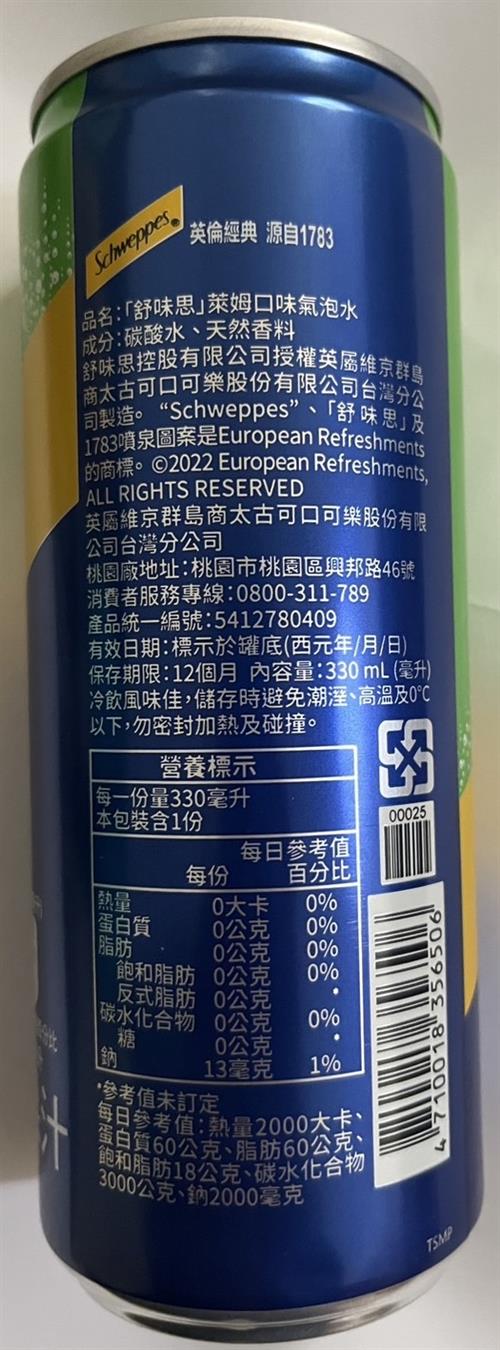 Schweppes 英倫經典 源自1783
品名:「舒味思」萊姆口味氣泡水
成分:碳酸水、天然香料
舒味思控股有限公司授權英屬維京群島
商太古可口可樂股份有限公司台灣分公
司製造。“Schweppes”、「舒味思」及
1783噴泉圖案是European Refreshments
的商標。©2022 European Refreshments,
ALL RIGHTS RESERVED
英屬維京群島商太古可口可樂股份有限
公司台灣分公司
桃園廠地址:桃園市桃園區興邦路46號
消費者服務專線:0800-311-789
產品統一編號:5412780409
有效日期:標示於罐底(西元年/月/日)
保存期限:12個月 內容量:330 mL (毫升)
冷飲風味佳,儲存時避免潮溼、高溫及0°C
以下,勿密封加熱及碰撞。
營養標示
每一份量330毫升
本包裝含1份
每份 每日參考值百分比
熱量 0大卡 0%
蛋白質 0公克 0%
脂肪 0公克 0%
飽和脂肪 0公克 0%
反式脂肪 0公克 *
碳水化合物 0公克 0%
糖 0公克 *
鈉 13毫克 1%
*參考值未訂定
每日參考值:熱量2000大卡、
蛋白質60公克、脂肪60公克、
飽和脂肪18公克、碳水化合物
3000公克、鈉2000毫克
00025
4 710018 356506
TSMP
汁